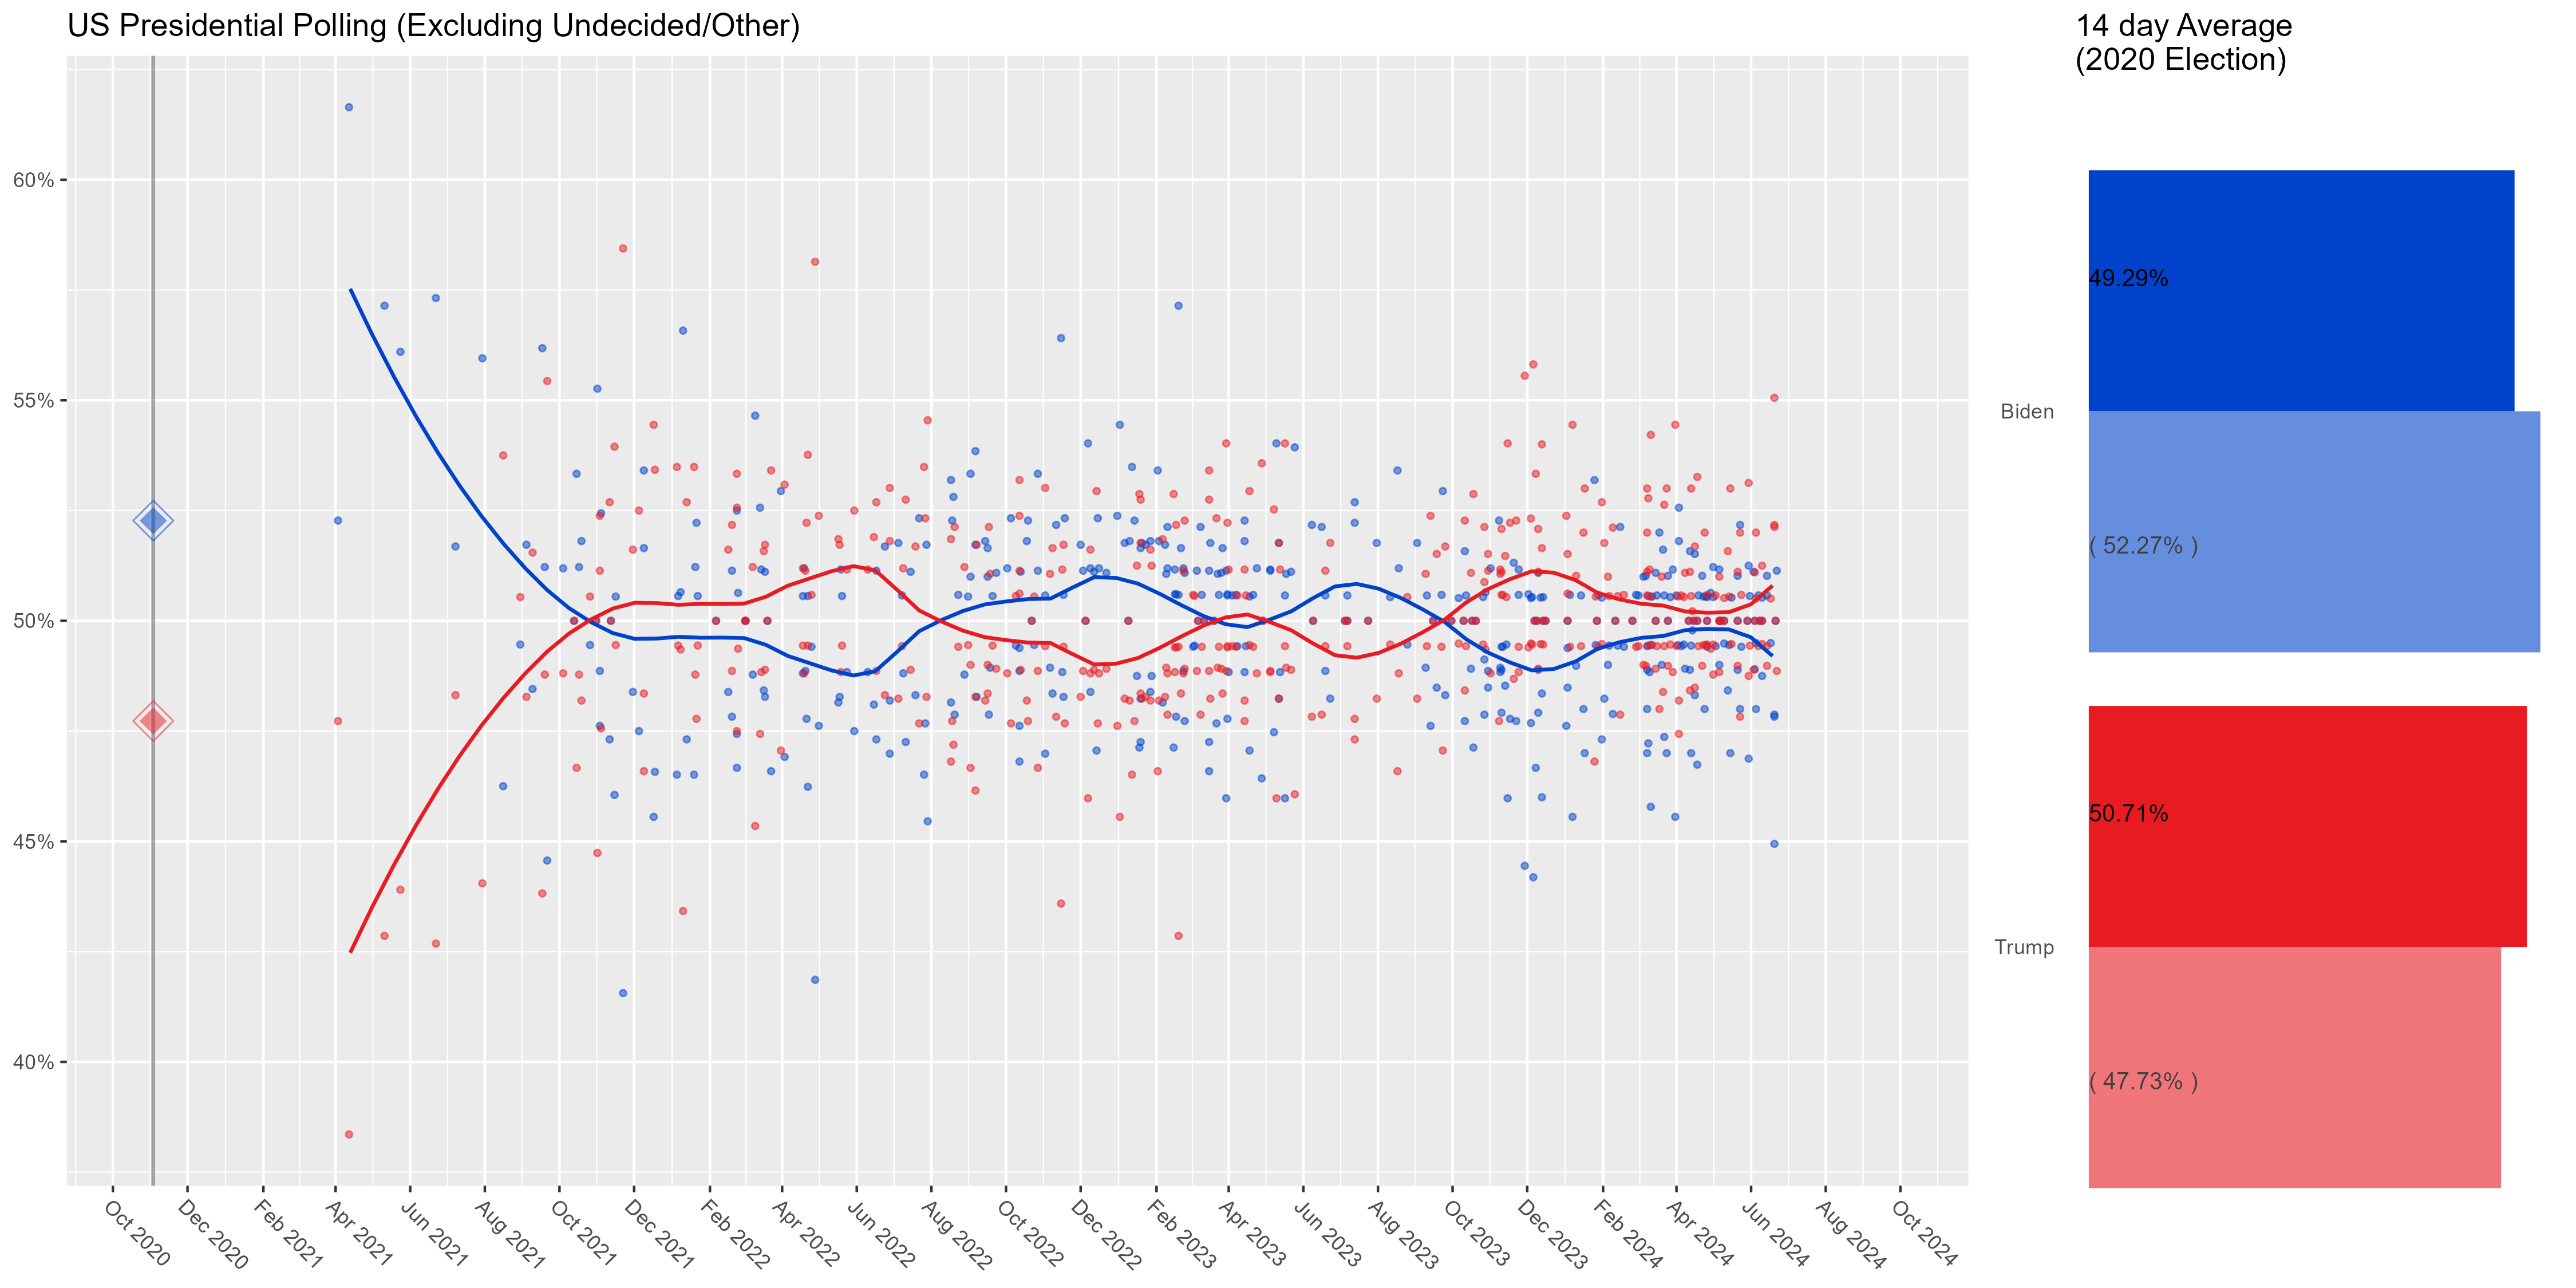 US Presidential Polling (Excluding Undecided/Other)
60%
55%
50%
45%
40%
Oct 2020
Dec 2020
Feb 2021
Apr 2021
Jun 2021
Aug 2021
Oct 2021
Dec 2021
Feb 2022
Apr 2022
Jun 2022
Aug 2022
Oct 2022
Dec 2022
Feb 2023
Apr 2023
Jun 2023
Aug 2023
Oct 2023
Dec 2023
Feb 2024
Apr 2024
Jun 2024
Aug 2024
Oct 2024
14 day Average
(2020 Election)
49.29%
Biden
( 52.27% )
50.71%
Trump
( 47.73% )